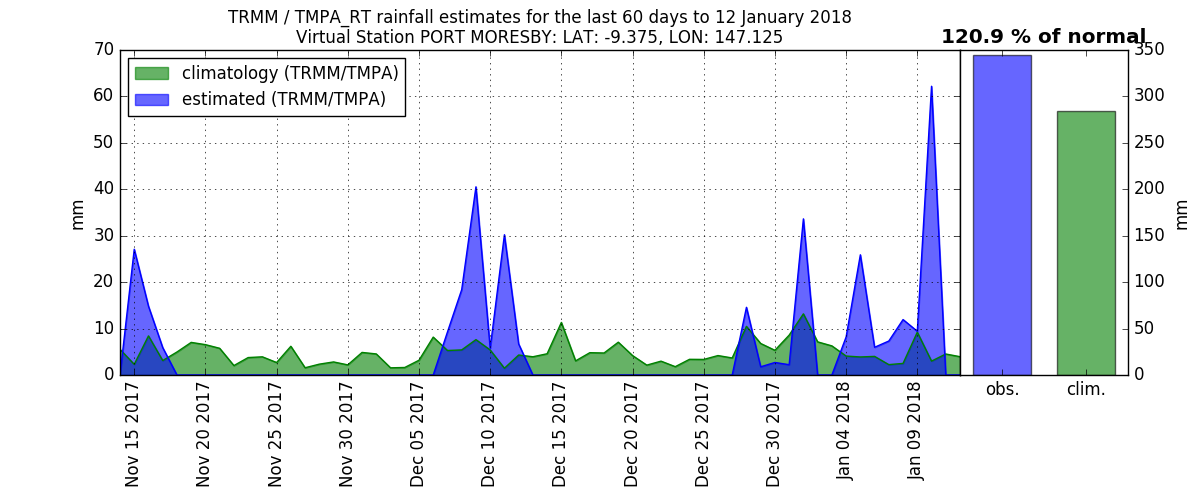 TRMM / TMPA_RT rainfall estimates for the last 60 days to 12 January 2018
Virtual Station PORT MORESBY: LAT: -9.375, LON: 147.125
120.9 % of normal
climatology (TRMM/TMPA)
estimated (TRMM/TMPA)
70
60
50
40
30
20
10
0
mm
Nov 15 2017
Nov 20 2017
Nov 25 2017
Nov 30 2017
Dec 05 2017
Dec 10 2017
Dec 15 2017
Dec 20 2017
Dec 25 2017
Dec 30 2017
Jan 04 2018
Jan 09 2018
obs.
clim.
350
300
250
200
150
100
50
0
mm